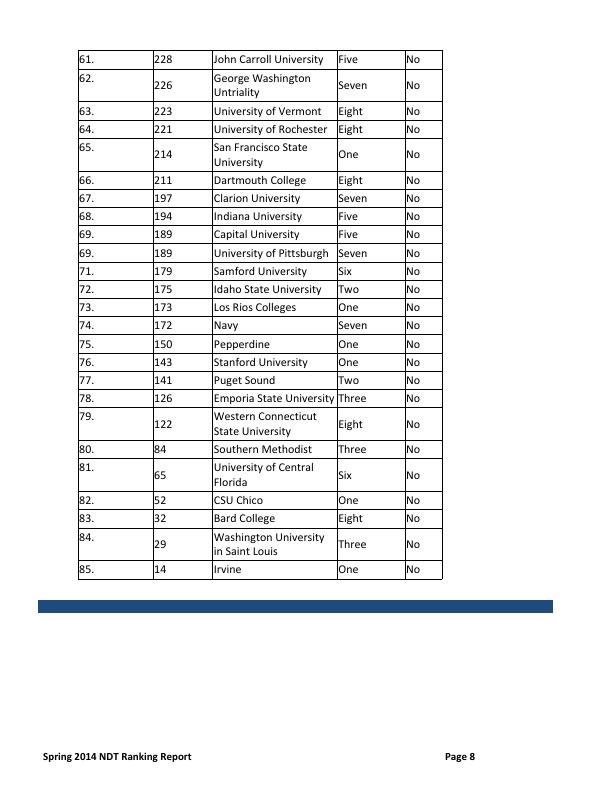 61. 228 John Carroll University Five No
62. 226 George Washington
Untriality Seven No
63. 223 University of Vermont Eight No
64. 221 University of Rochester Eight No
65. 214 San Francisco State
University One No
66. 211 Dartmouth College Eight No
67. 197 Clarion University Seven No
68. 194 Indiana University Five No
69. 189 Capital University Five No
69. 189 University of Pittsburgh Seven No
71. 179 Samford University Six No
72. 175 Idaho State University Two No
73. 173 Los Rios Colleges One No
74. 172 Navy Seven No
75. 150 Pepperdine One No
76. 143 Stanford University One No
77. 141 Puget Sound Two No
78. 126 Emporia State University Three No
79. 122 Western Connecticut
State University Eight No
80. 84 Southern Methodist Three No
81. 65 University of Central
Florida Six No
82. 52 CSU Chico One No
83. 32 Bard College Eight No
84. 29 Washington University
in Saint Louis Three No
85. 14 Irvine One No
Spring 2014 NDT Ranking Report Page 8